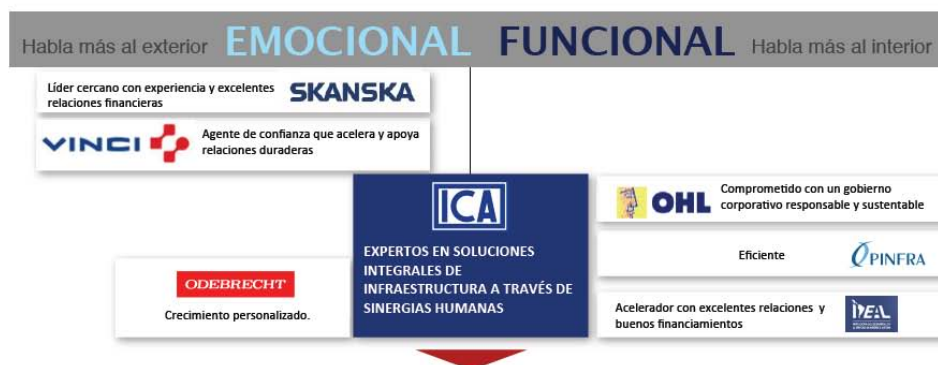 Habla más al exterior EMOCIONAL FUNCIONAL Habla más al interior
Líder cercano con experiencia y excelentes
relaciones financieras
SKANSKA
VINCI
Agente de confianza que acelera y apoya
relaciones duraderas
ICA
EXPERTOS EN SOLUCIONES
INTEGRALES DE
INFRAESTRUCTURA A TRAVÉS DE
SINERGIAS HUMANAS
ODEBRECHT
Crecimiento personalizado.
OHL
Comprometido con un gobierno
corporativo responsable y sustentable
Eficiente
PINFRA
Acelerador con excelentes relaciones y
buenos financiamientos
IDEAL